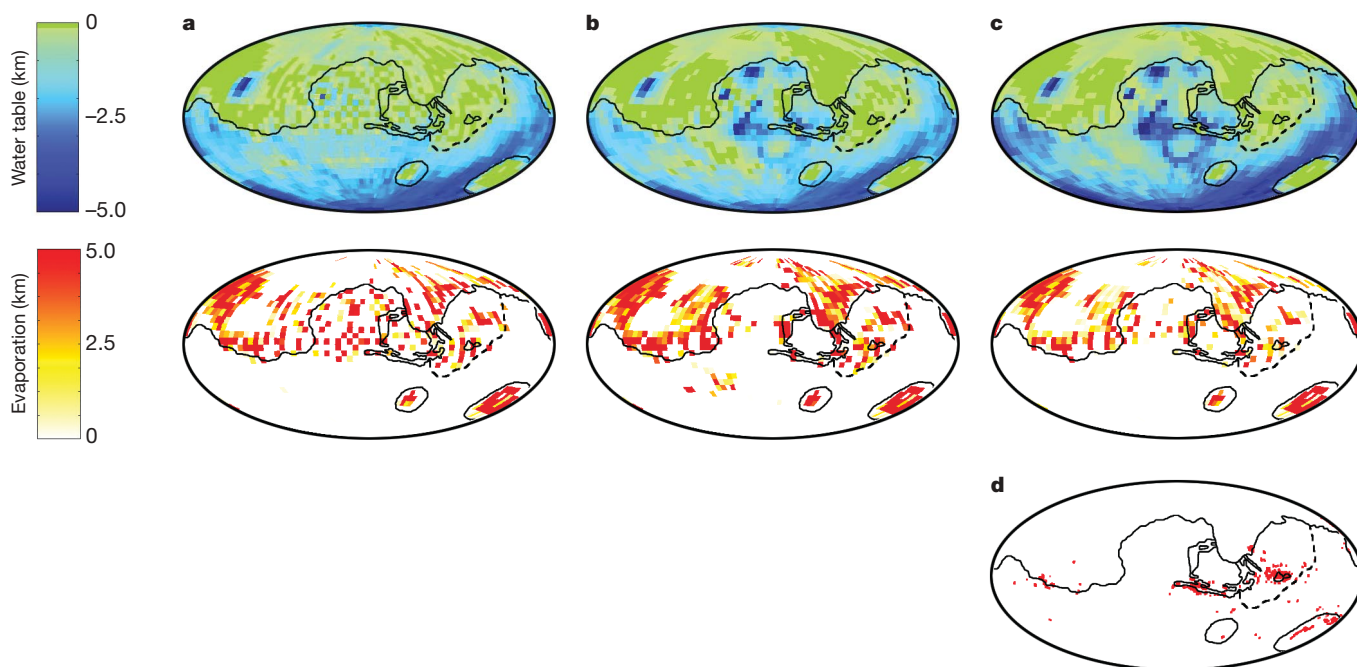 a
b
c
0
−2.5
−5.0
Water table (km)
5.0
2.5
0
Evaporation (km)
d